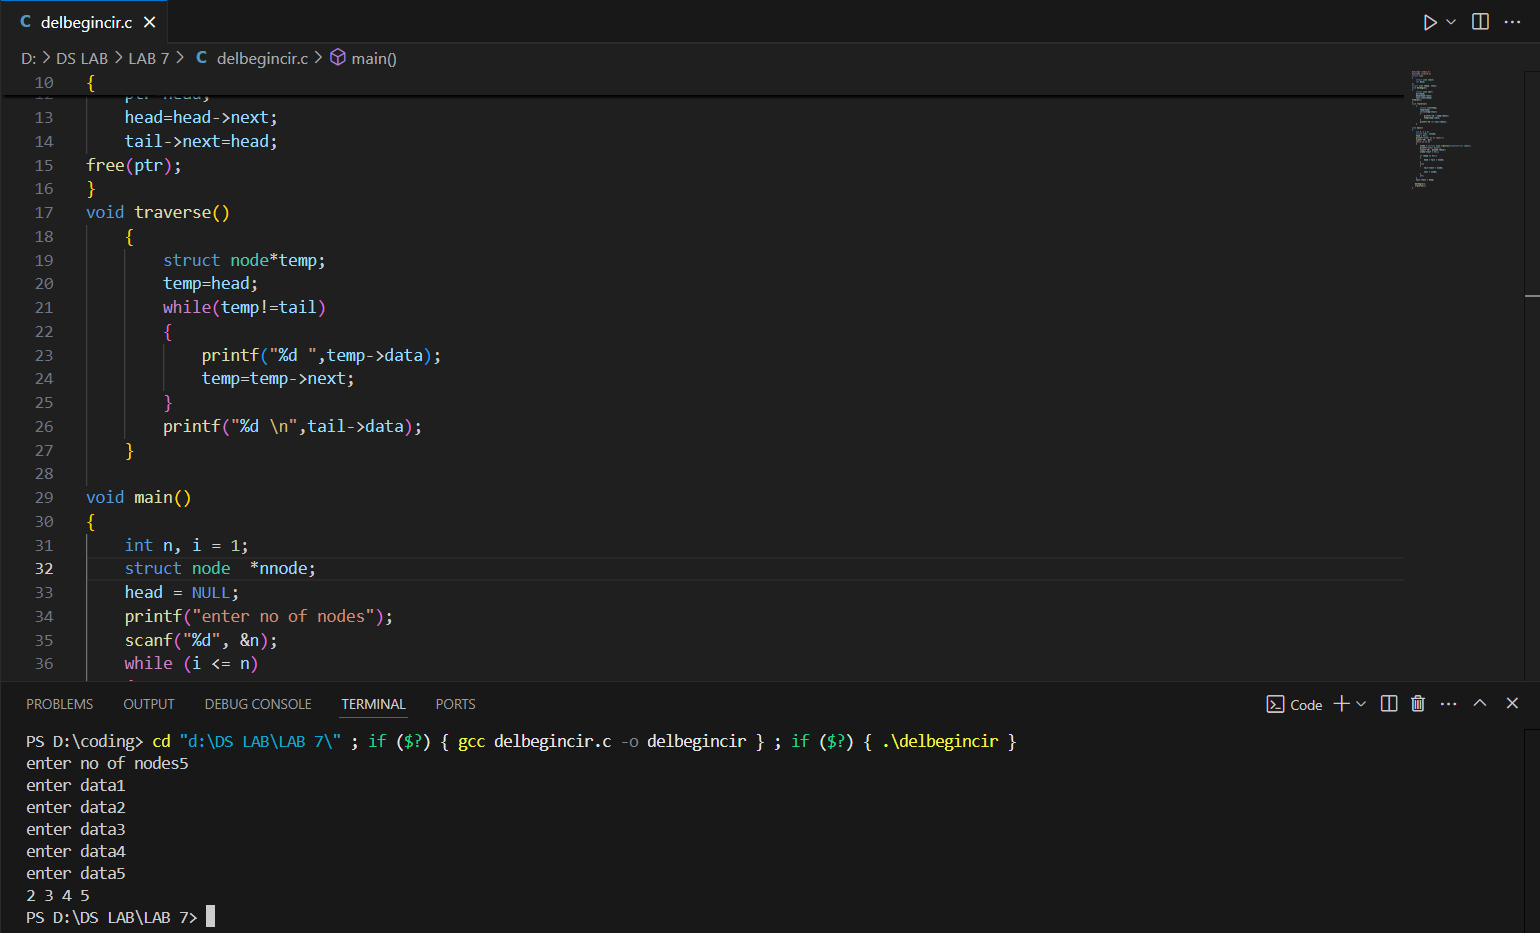 C delbegincir.c
D: > DS LAB > LAB 7 > C delbegincir.c > main()
10 {
13 head=head->next;
14 tail->next=head;
15 free(ptr);
16 }
17 void traverse()
18 {
19 struct node*temp;
20 temp=head;
21 while(temp!=tail)
22 {
23 printf("%d ",temp->data);
24 temp=temp->next;
25 }
26 printf("%d \n",tail->data);
27 }
28
29 void main()
30 {
31 int n, i = 1;
32 struct node  *nnode;
33 head = NULL;
34 printf("enter no of nodes");
35 scanf("%d", &n);
36 while (i <= n)
PROBLEMS OUTPUT DEBUG CONSOLE TERMINAL PORTS Code
PS D:\coding> cd "d:\DS LAB\LAB 7\" ; if ($?) { gcc delbegincir.c -o delbegincir } ; if ($?) { .\delbegincir }
enter no of nodes5
enter data1
enter data2
enter data3
enter data4
enter data5
2 3 4 5
PS D:\DS LAB\LAB 7>